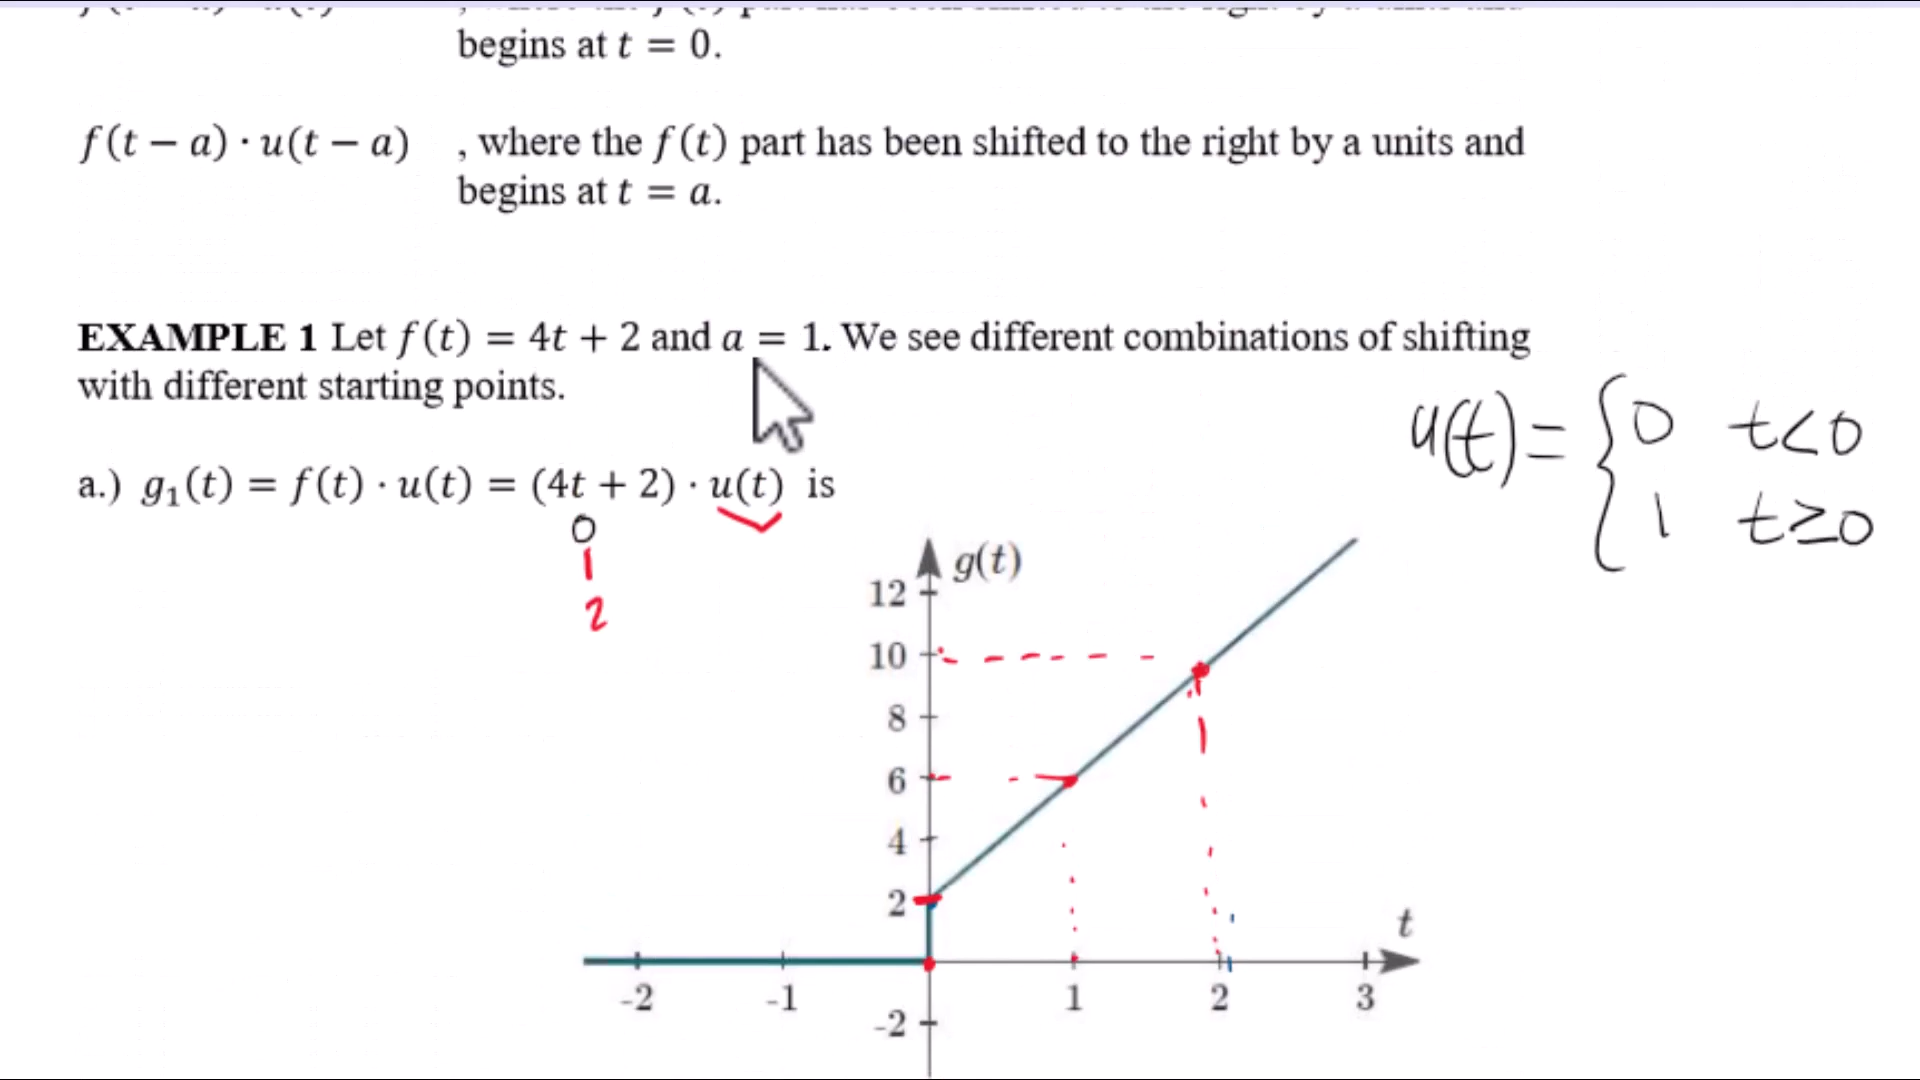 begins at t = 0.
f(t − a) · u(t − a) , where the f(t) part has been shifted to the right by a units and
begins at t = a.
EXAMPLE 1 Let f(t) = 4t + 2 and a = 1. We see different combinations of shifting
with different starting points.
u(t) = { 0 t<0
1 t≥0
a.) g₁(t) = f(t) · u(t) = (4t + 2) · u(t) is
0
1
2
g(t)
12
10
8
6
4
2
t
-2 -1 1 2 3
-2